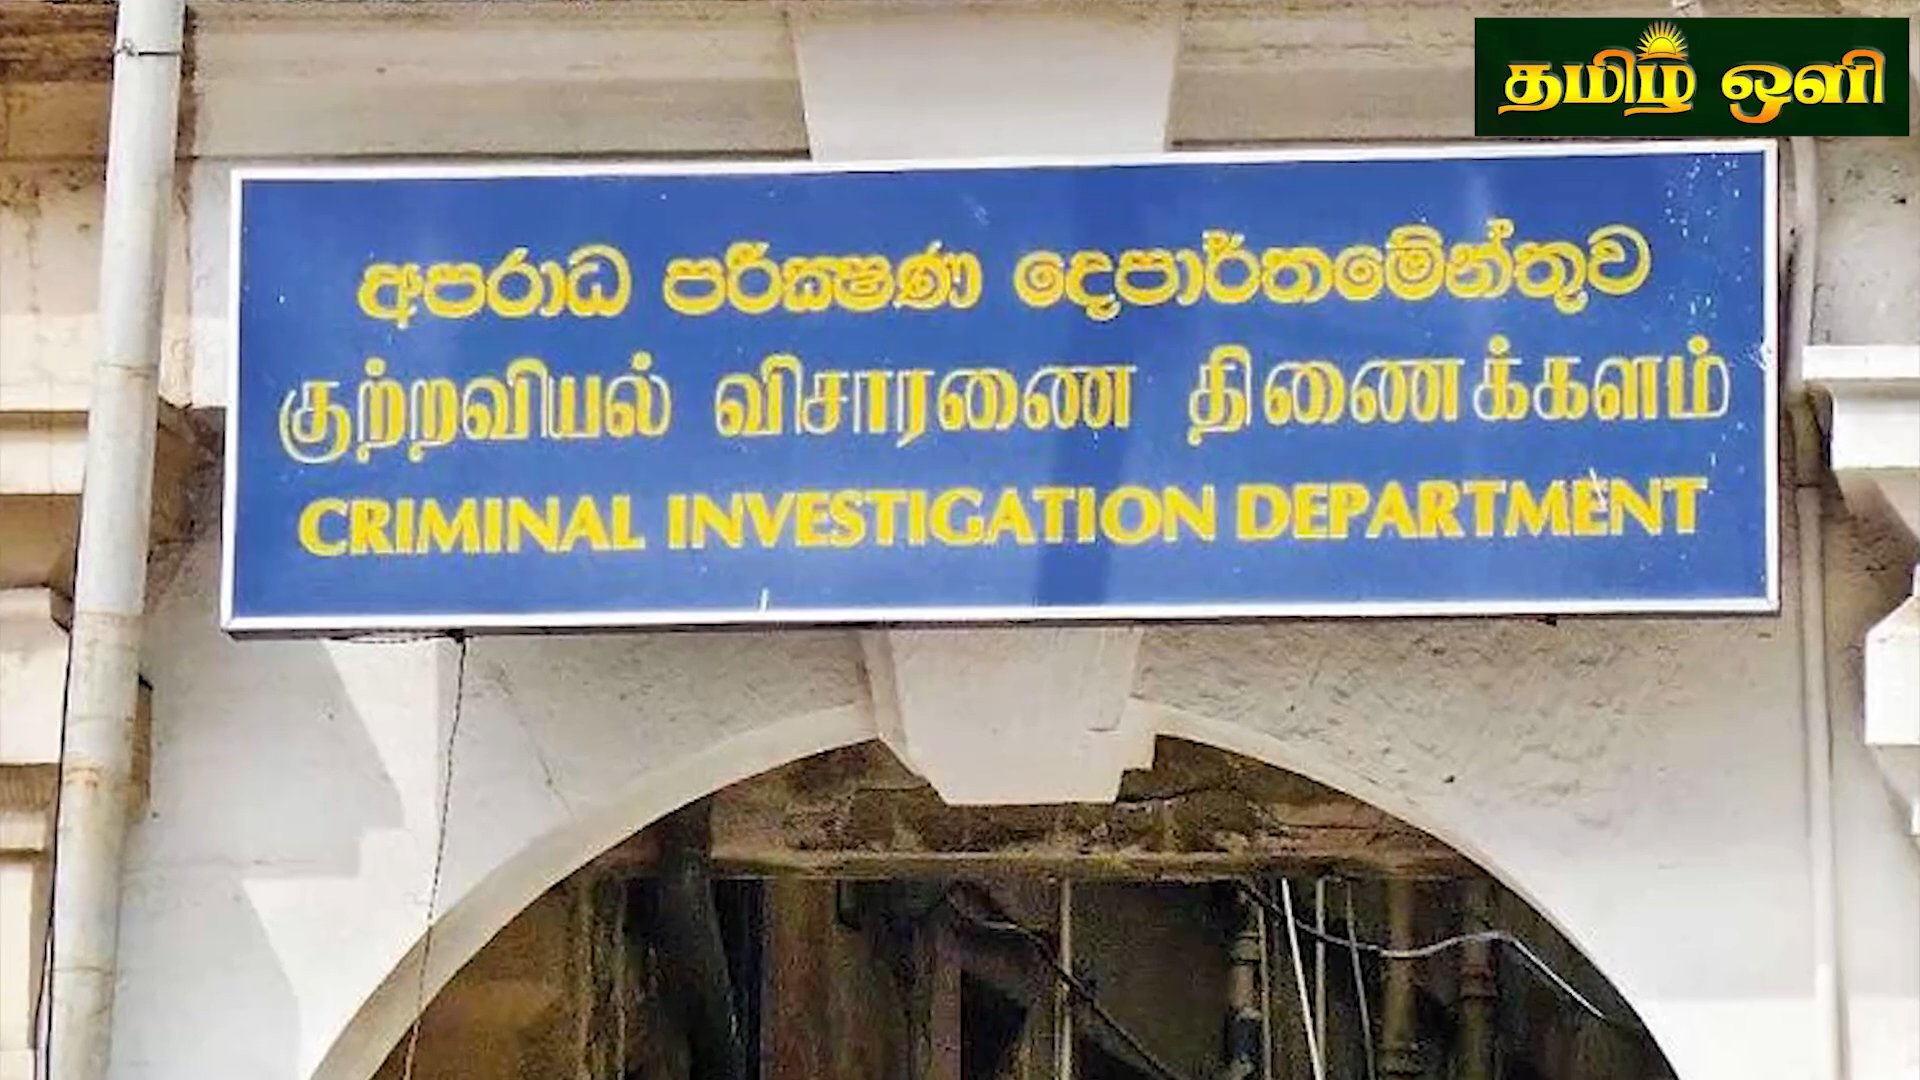 தமிழ் ஒளி
අපරාධ පරීක්ෂණ දෙපාර්තමේන්තුව
குற்றவியல் விசாரணை திணைக்களம்
CRIMINAL INVESTIGATION DEPARTMENT